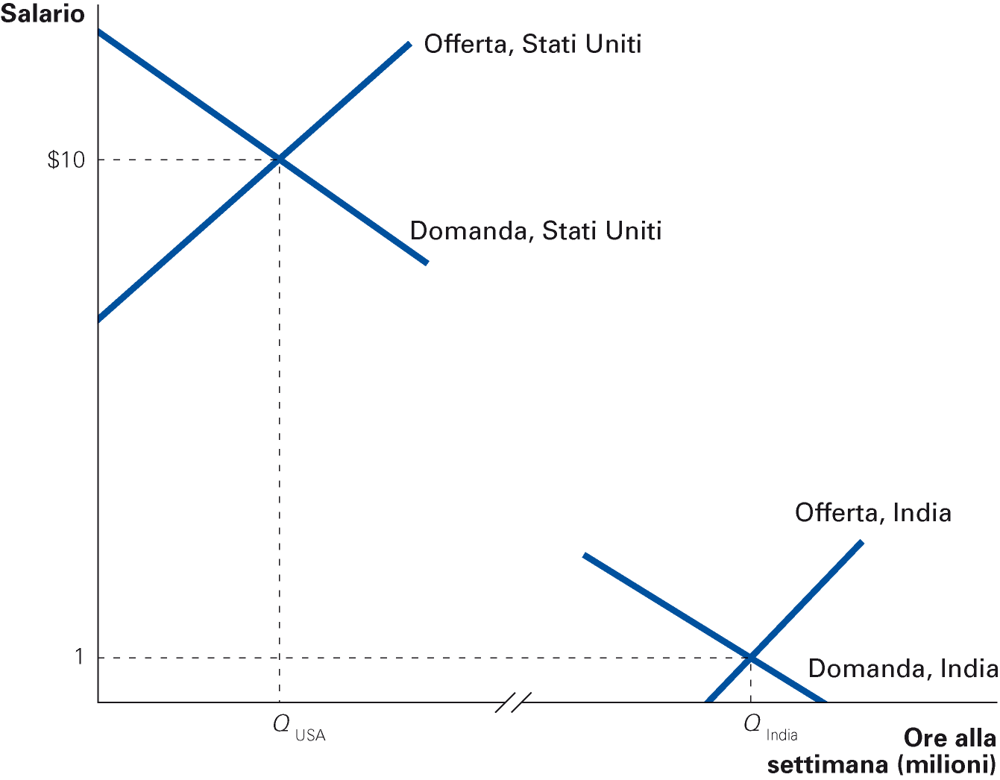 Salario
Offerta, Stati Uniti
$10
Domanda, Stati Uniti
Offerta, India
1
Domanda, India
Q USA
Q India
Ore alla
settimana (milioni)